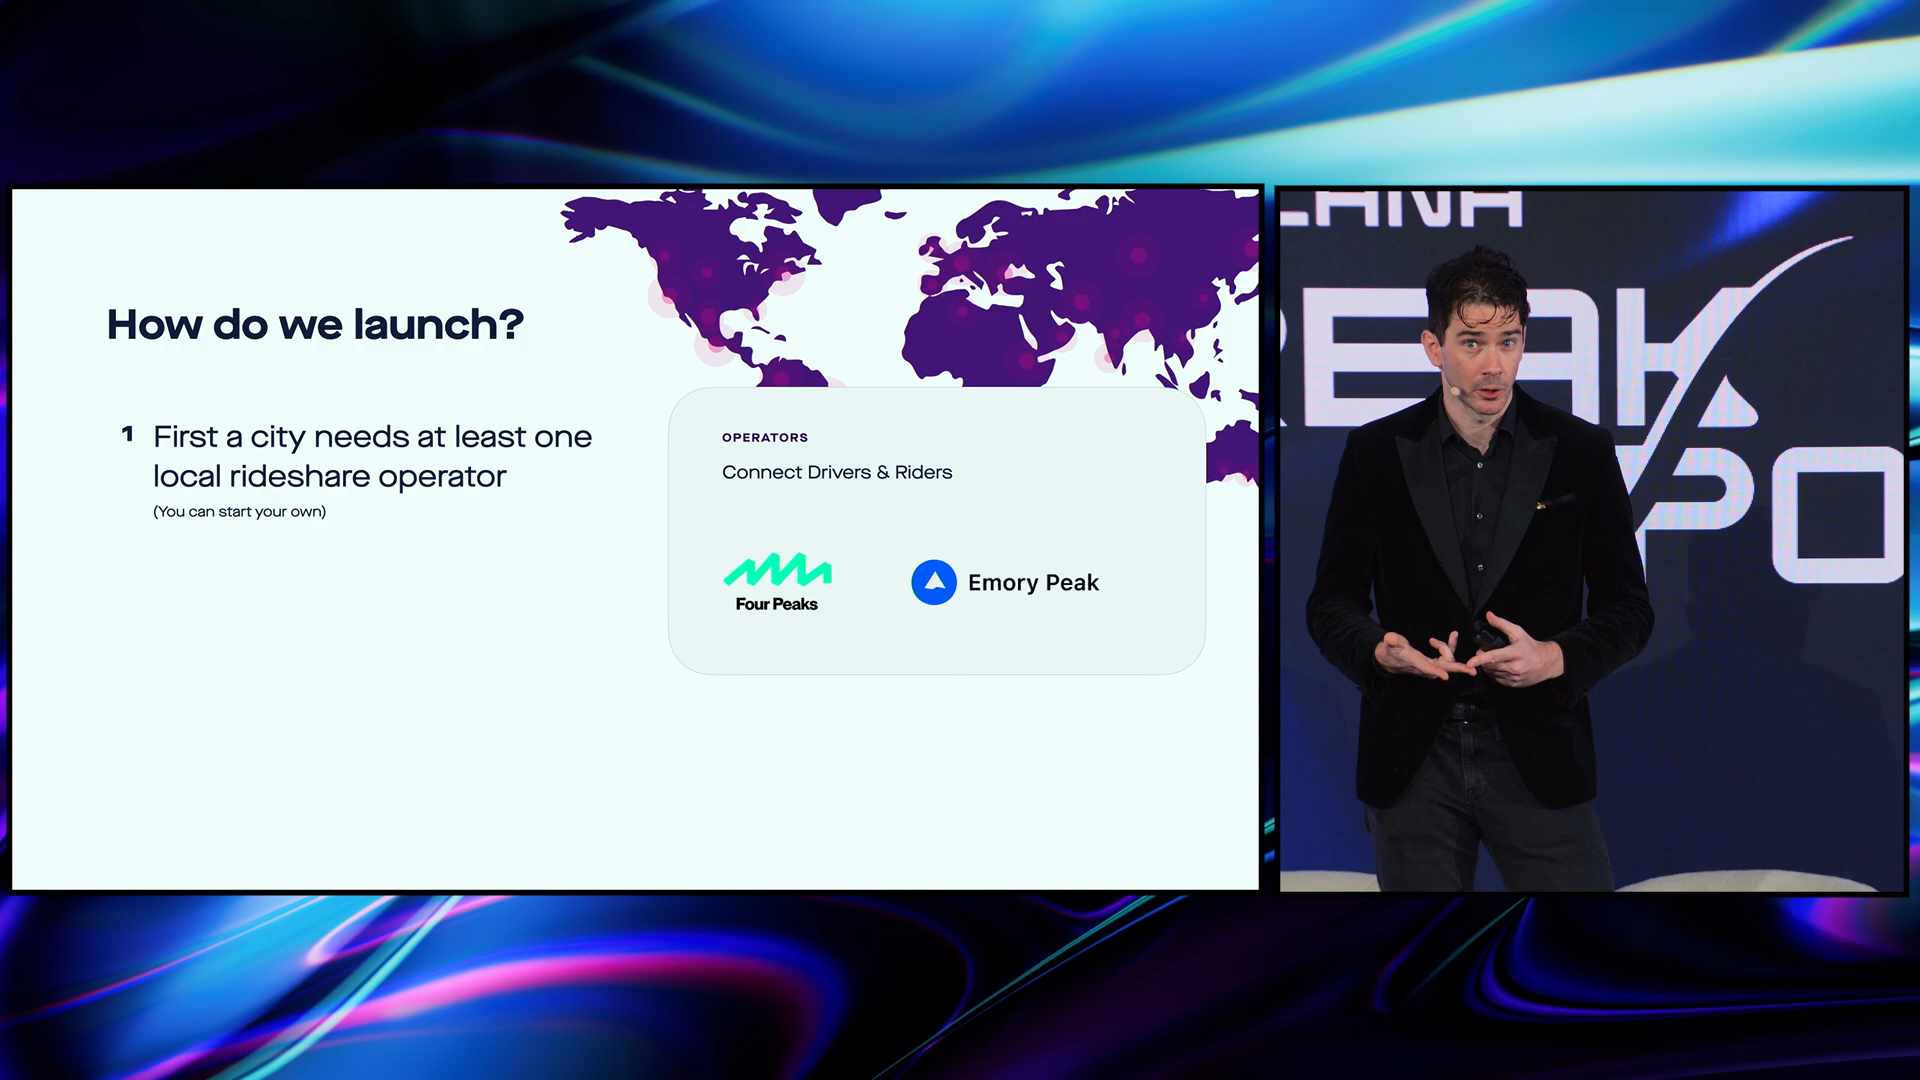 How do we launch?
1 First a city needs at least one
local rideshare operator
(You can start your own)
OPERATORS
Connect Drivers & Riders
Four Peaks
Emory Peak